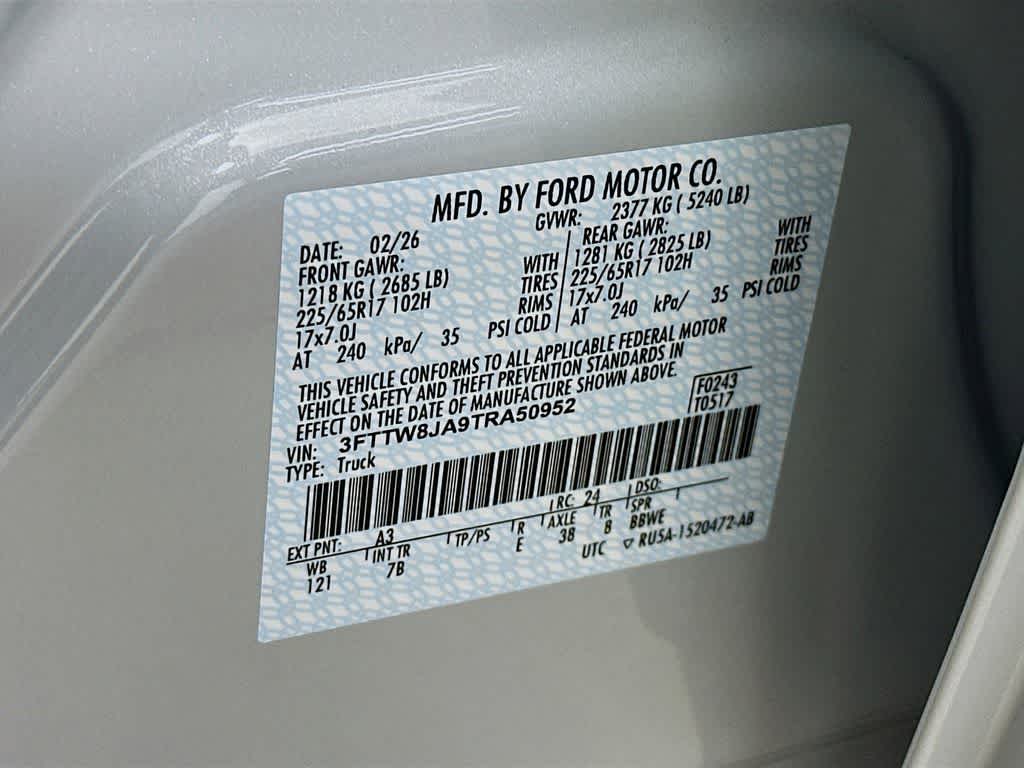 MFD. BY FORD MOTOR CO.
DATE: 02/26 GVWR: 2377 KG ( 5240 LB)
FRONT GAWR: REAR GAWR:
1218 KG ( 2685 LB) WITH 1281 KG ( 2825 LB) WITH
225/65R17 102H TIRES 225/65R17 102H TIRES
17x7.0J RIMS 17x7.0J RIMS
AT 240 kPa/ 35 PSI COLD AT 240 kPa/ 35 PSI COLD
THIS VEHICLE CONFORMS TO ALL APPLICABLE FEDERAL MOTOR
VEHICLE SAFETY AND THEFT PREVENTION STANDARDS IN
EFFECT ON THE DATE OF MANUFACTURE SHOWN ABOVE.
VIN: 3FTTW8JA9TRA50952 F0243
TYPE: Truck T0517
EXT PNT: A3 RC: 24 DSO:
WB INT TR TP/PS R AXLE TR SPR
121 7B E 38 8 BBWE
UTC ▽ RU5A-1520472-AB